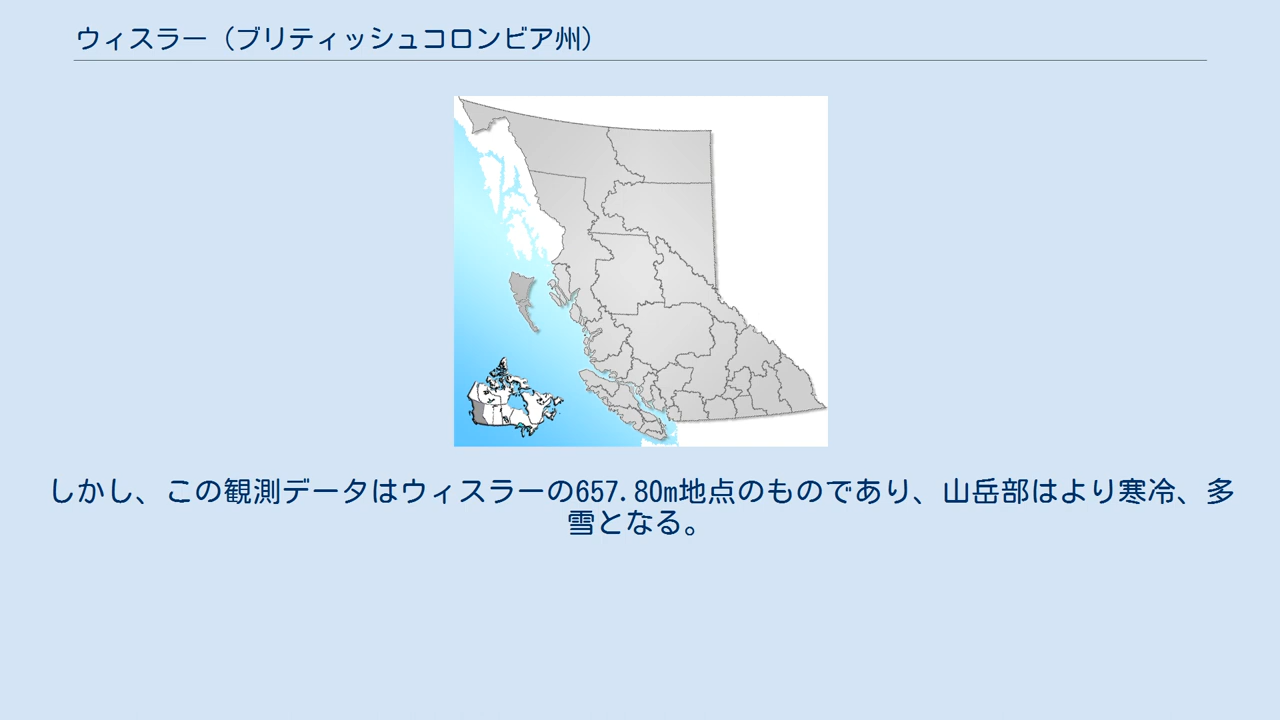 ウィスラー（ブリティッシュコロンビア州）
しかし、この観測データはウィスラーの657.80m地点のものであり、山岳部はより寒冷、多
雪となる。